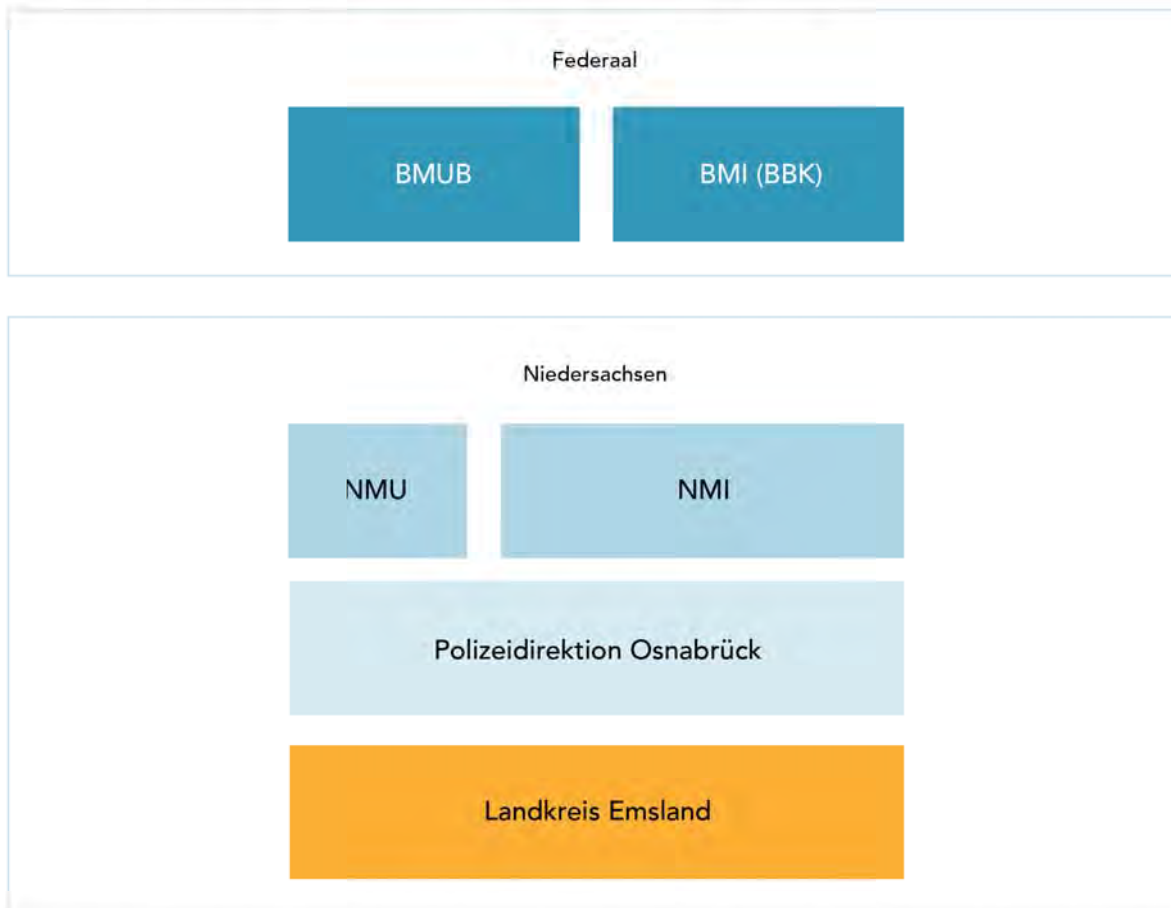 Federaal
BMUB
BMI (BBK)
Niedersachsen
NMU
NMI
Polizeidirektion Osnabrück
Landkreis Emsland